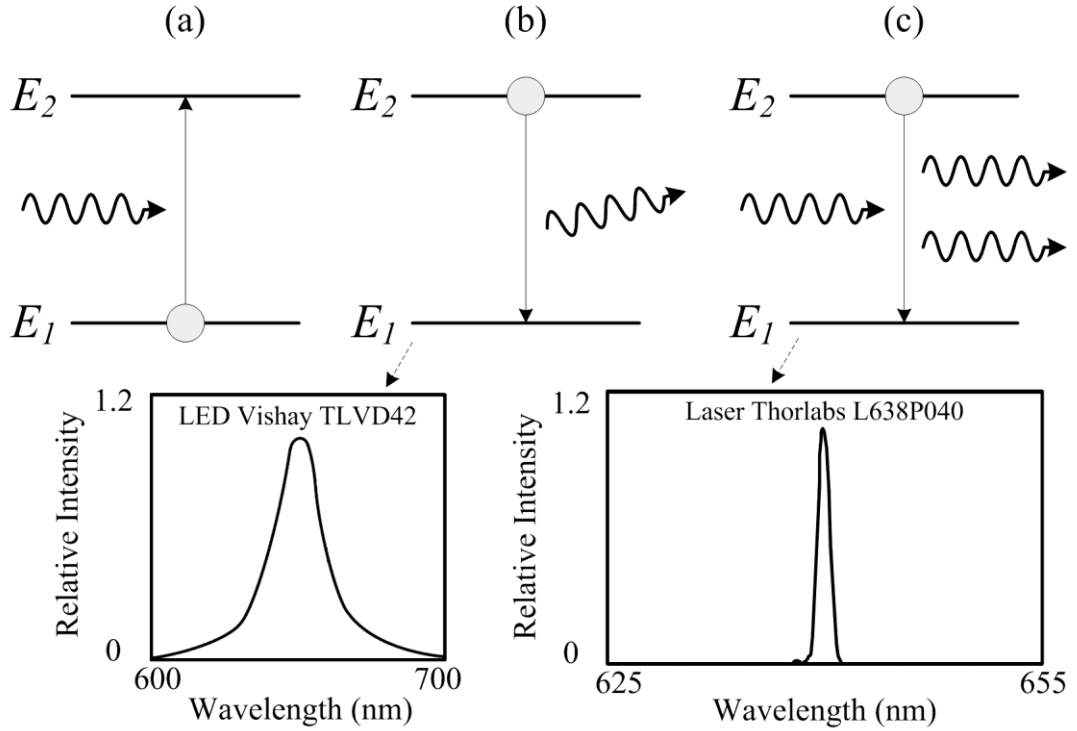 (a)
(b)
(c)
E2
E2
E2
E1
E1
E1
1.2
LED Vishay TLVD42
Relative Intensity
0
600
700
Wavelength (nm)
1.2
Laser Thorlabs L638P040
Relative Intensity
0
625
655
Wavelength (nm)